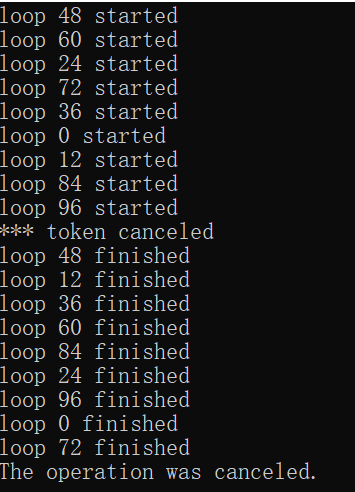 loop 48 started
loop 60 started
loop 24 started
loop 72 started
loop 36 started
loop 0 started
loop 12 started
loop 84 started
loop 96 started
*** token canceled
loop 48 finished
loop 12 finished
loop 36 finished
loop 60 finished
loop 84 finished
loop 24 finished
loop 96 finished
loop 0 finished
loop 72 finished
The operation was canceled.